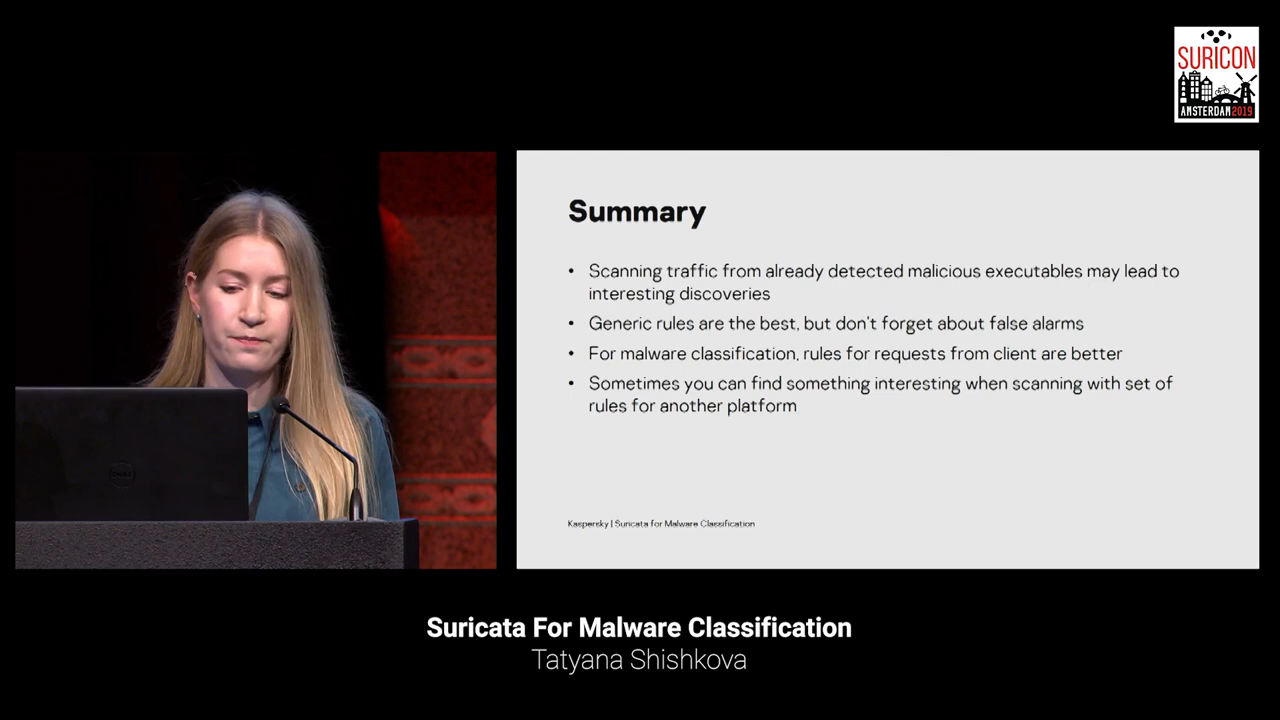 SURICON
AMSTERDAM2019
Summary
• Scanning traffic from already detected malicious executables may lead to
interesting discoveries
• Generic rules are the best, but don't forget about false alarms
• For malware classification, rules for requests from client are better
• Sometimes you can find something interesting when scanning with set of
rules for another platform
Kaspersky | Suricata for Malware Classification
DELL
Suricata For Malware Classification
Tatyana Shishkova